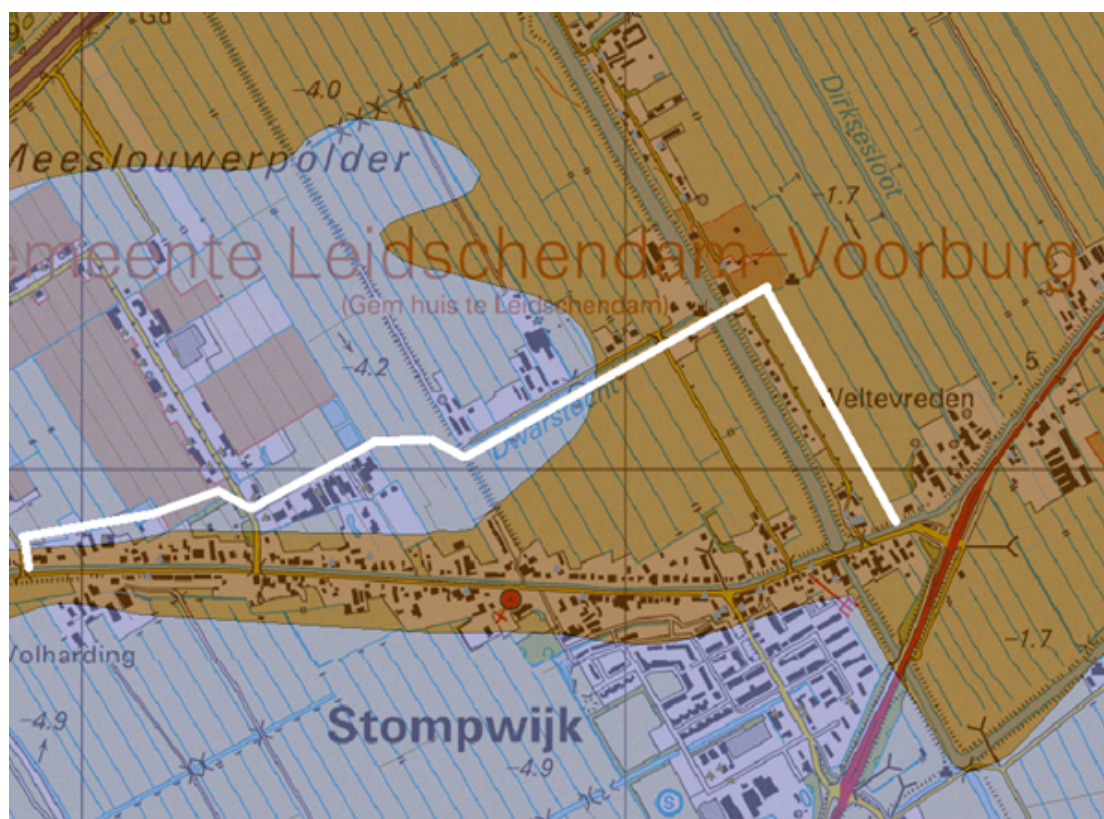 Gd
-4.0
Meeslouwerpolder
Dirksesloot
-1.7
emeente Leidschendam-Voorburg
(Gem huis te Leidschendam)
-4.2
5
Weltevreden
Dwarstocht
Volharding
-1.7
-4.9
Stompwijk
-4.9
S